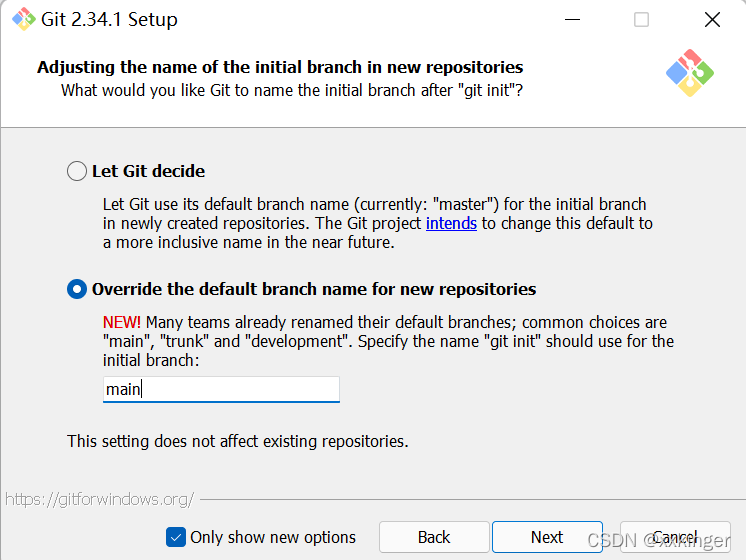 Git 2.34.1 Setup
Adjusting the name of the initial branch in new repositories
What would you like Git to name the initial branch after "git init"?
Let Git decide
Let Git use its default branch name (currently: "master") for the initial branch
in newly created repositories. The Git project intends to change this default to
a more inclusive name in the near future.
Override the default branch name for new repositories
NEW! Many teams already renamed their default branches; common choices are
"main", "trunk" and "development". Specify the name "git init" should use for the
initial branch:
main
This setting does not affect existing repositories.
https://gitforwindows.org/
Only show new options
Back
Next
Cancel
CSDN @xxxinger